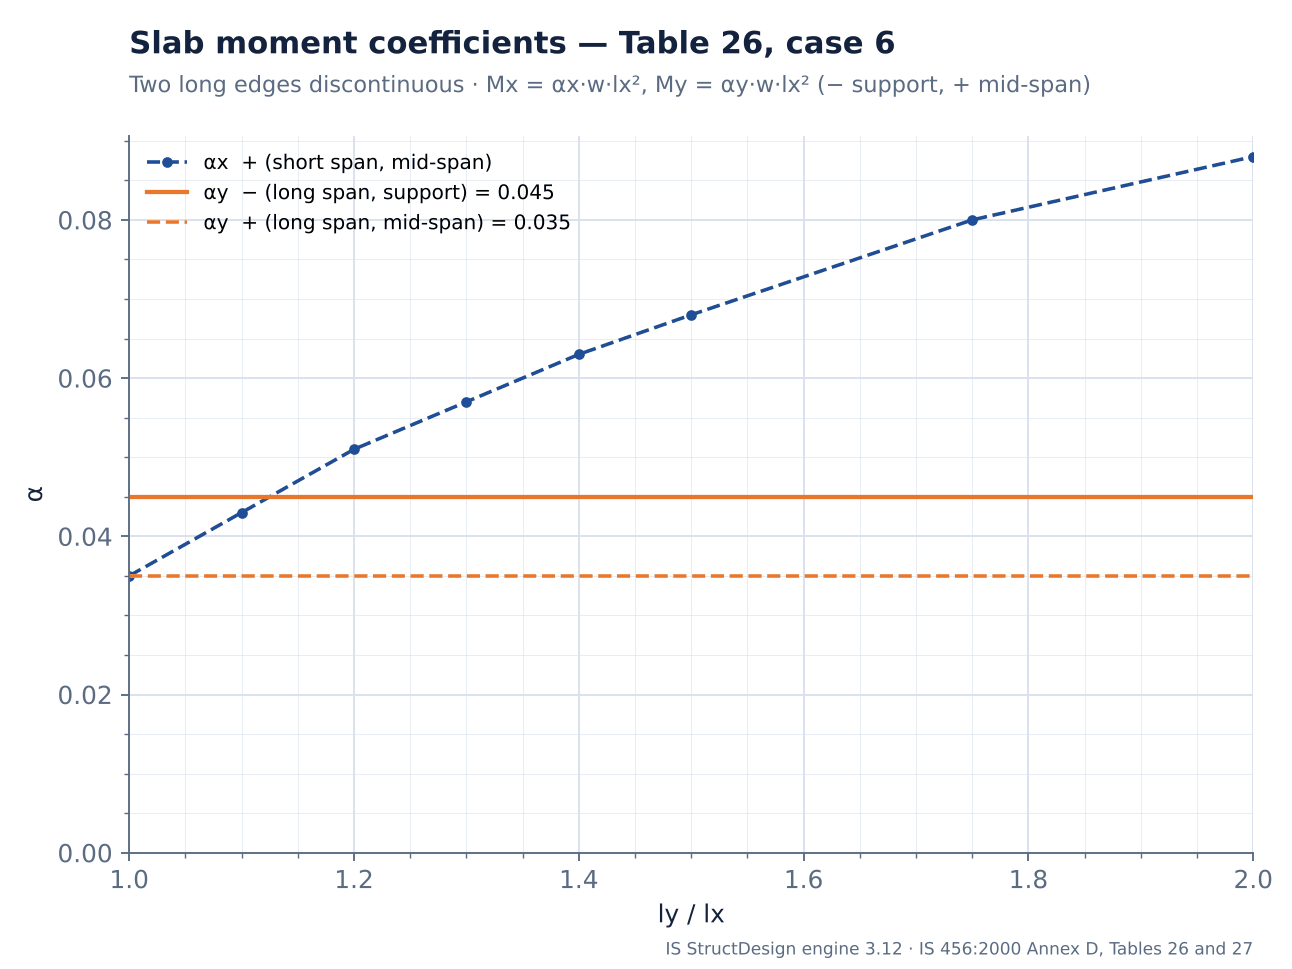 Slab moment coefficients — Table 26, case 6
Two long edges discontinuous · Mx = αx·w·lx², My = αy·w·lx² (− support, + mid-span)
αx + (short span, mid-span)
αy − (long span, support) = 0.045
αy + (long span, mid-span) = 0.035
0.08
0.06
0.04
0.02
0.00
α
1.0 1.2 1.4 1.6 1.8 2.0
ly / lx
IS StructDesign engine 3.12 · IS 456:2000 Annex D, Tables 26 and 27